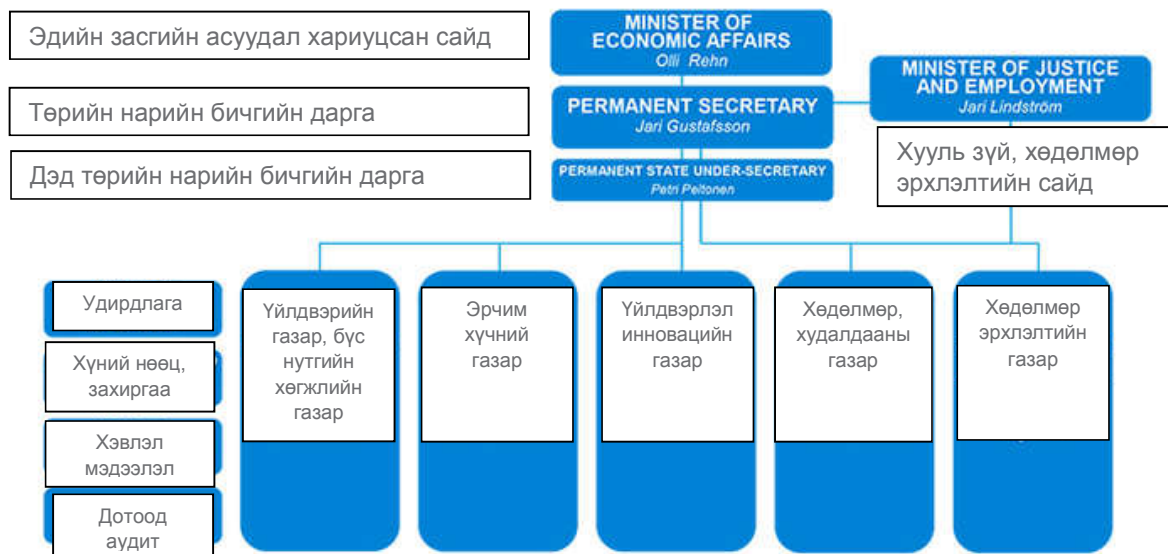 Эдийн засгийн асуудал хариуцсан сайд
MINISTER OF
ECONOMIC AFFAIRS
Olli Rehn
MINISTER OF JUSTICE
AND EMPLOYMENT
Jari Lindström
Төрийн нарийн бичгийн дарга
PERMANENT SECRETARY
Jari Gustafsson
Хууль зүй, хөдөлмөр
эрхлэлтийн сайд
Дэд төрийн нарийн бичгийн дарга
PERMANENT STATE UNDER-SECRETARY
Petri Peltonen
Удирдлага
Хүний нөөц,
захиргаа
Хэвлэл
мэдээлэл
Дотоод
аудит
Үйлдвэрийн
газар, бүс
нутгийн
хөгжлийн
газар
Эрчим
хүчний
газар
Үйлдвэрлэл
инновацийн
газар
Хөдөлмөр,
худалдааны
газар
Хөдөлмөр
эрхлэлтийн
газар